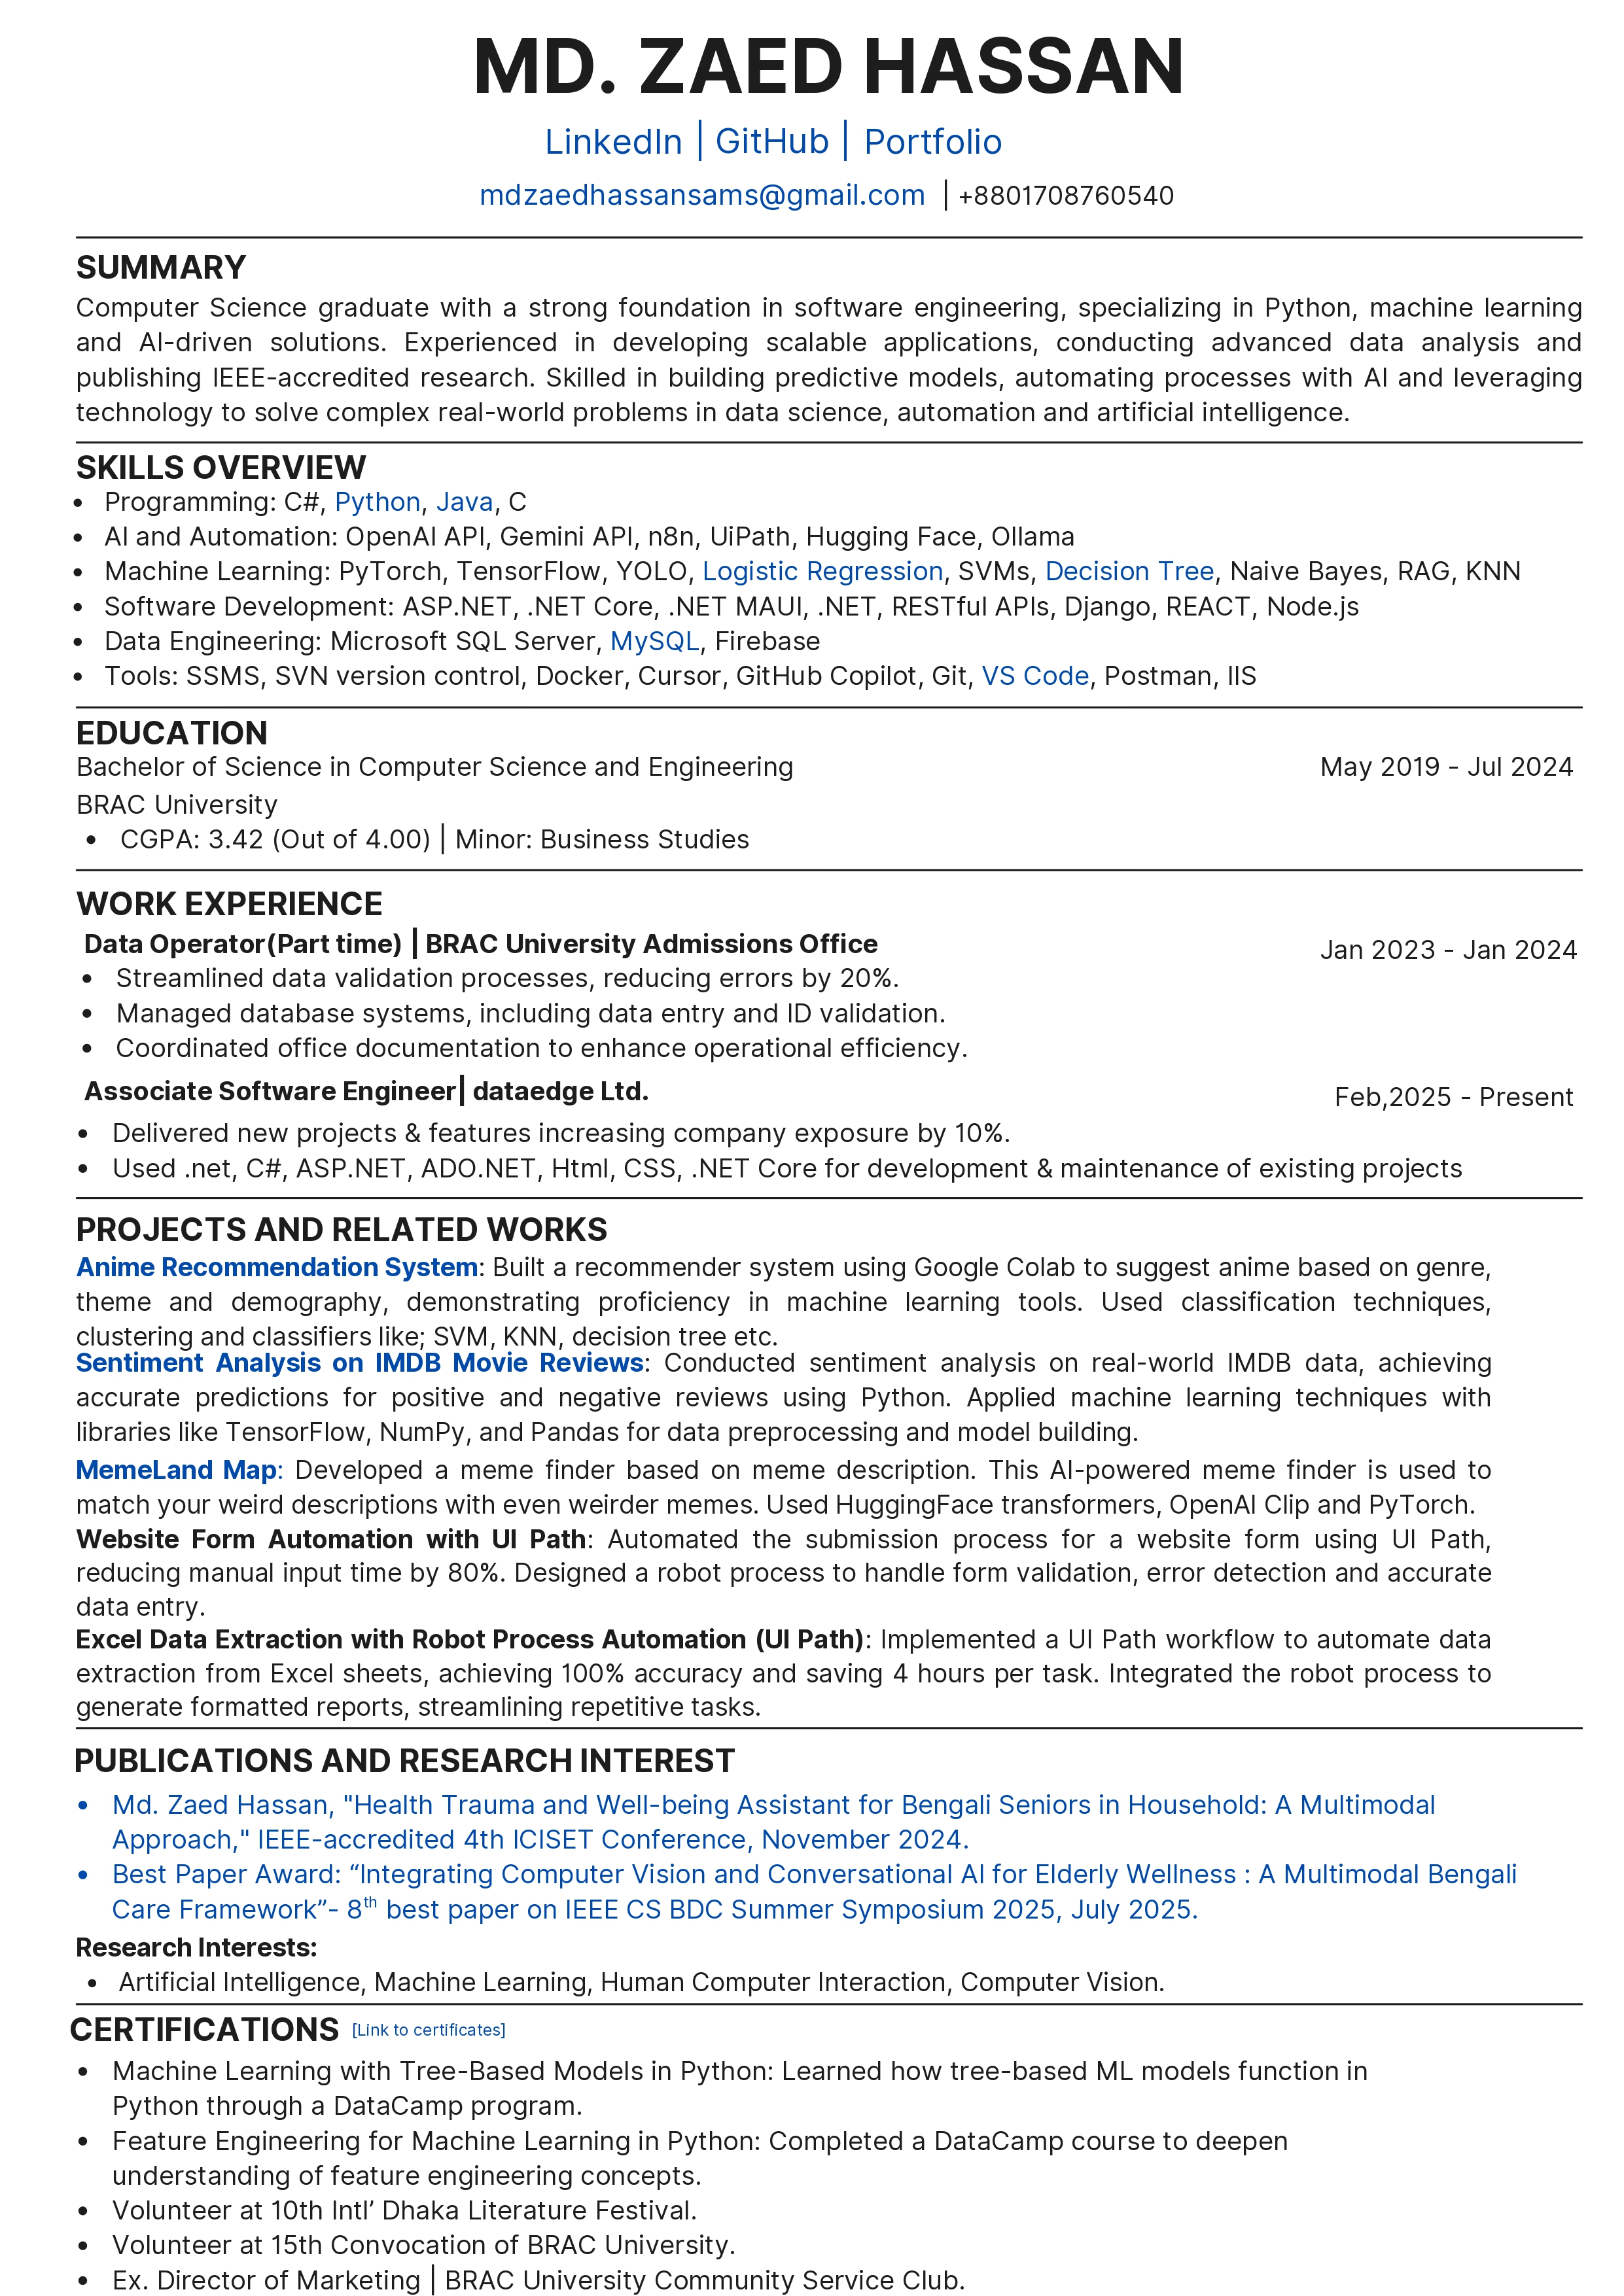 MD. ZAED HASSAN
LinkedIn | GitHub | Portfolio
mdzaedhassansams@gmail.com | +8801708760540
SUMMARY
Computer Science graduate with a strong foundation in software engineering, specializing in Python, machine learning
and AI-driven solutions. Experienced in developing scalable applications, conducting advanced data analysis and
publishing IEEE-accredited research. Skilled in building predictive models, automating processes with AI and leveraging
technology to solve complex real-world problems in data science, automation and artificial intelligence.
SKILLS OVERVIEW
• Programming: C#, Python, Java, C
• AI and Automation: OpenAI API, Gemini API, n8n, UiPath, Hugging Face, Ollama
• Machine Learning: PyTorch, TensorFlow, YOLO, Logistic Regression, SVMs, Decision Tree, Naive Bayes, RAG, KNN
• Software Development: ASP.NET, .NET Core, .NET MAUI, .NET, RESTful APIs, Django, REACT, Node.js
• Data Engineering: Microsoft SQL Server, MySQL, Firebase
• Tools: SSMS, SVN version control, Docker, Cursor, GitHub Copilot, Git, VS Code, Postman, IIS
EDUCATION
Bachelor of Science in Computer Science and Engineering May 2019 - Jul 2024
BRAC University
• CGPA: 3.42 (Out of 4.00) | Minor: Business Studies
WORK EXPERIENCE
Data Operator(Part time) | BRAC University Admissions Office Jan 2023 - Jan 2024
• Streamlined data validation processes, reducing errors by 20%.
• Managed database systems, including data entry and ID validation.
• Coordinated office documentation to enhance operational efficiency.
Associate Software Engineer| dataedge Ltd. Feb,2025 - Present
• Delivered new projects & features increasing company exposure by 10%.
• Used .net, C#, ASP.NET, ADO.NET, Html, CSS, .NET Core for development & maintenance of existing projects
PROJECTS AND RELATED WORKS
Anime Recommendation System: Built a recommender system using Google Colab to suggest anime based on genre,
theme and demography, demonstrating proficiency in machine learning tools. Used classification techniques,
clustering and classifiers like; SVM, KNN, decision tree etc.
Sentiment Analysis on IMDB Movie Reviews: Conducted sentiment analysis on real-world IMDB data, achieving
accurate predictions for positive and negative reviews using Python. Applied machine learning techniques with
libraries like TensorFlow, NumPy, and Pandas for data preprocessing and model building.
MemeLand Map: Developed a meme finder based on meme description. This AI-powered meme finder is used to
match your weird descriptions with even weirder memes. Used HuggingFace transformers, OpenAI Clip and PyTorch.
Website Form Automation with UI Path: Automated the submission process for a website form using UI Path,
reducing manual input time by 80%. Designed a robot process to handle form validation, error detection and accurate
data entry.
Excel Data Extraction with Robot Process Automation (UI Path): Implemented a UI Path workflow to automate data
extraction from Excel sheets, achieving 100% accuracy and saving 4 hours per task. Integrated the robot process to
generate formatted reports, streamlining repetitive tasks.
PUBLICATIONS AND RESEARCH INTEREST
• Md. Zaed Hassan, "Health Trauma and Well-being Assistant for Bengali Seniors in Household: A Multimodal
Approach," IEEE-accredited 4th ICISET Conference, November 2024.
• Best Paper Award: “Integrating Computer Vision and Conversational AI for Elderly Wellness : A Multimodal Bengali
Care Framework”- 8th best paper on IEEE CS BDC Summer Symposium 2025, July 2025.
Research Interests:
• Artificial Intelligence, Machine Learning, Human Computer Interaction, Computer Vision.
CERTIFICATIONS [Link to certificates]
• Machine Learning with Tree-Based Models in Python: Learned how tree-based ML models function in
Python through a DataCamp program.
• Feature Engineering for Machine Learning in Python: Completed a DataCamp course to deepen
understanding of feature engineering concepts.
• Volunteer at 10th Intl’ Dhaka Literature Festival.
• Volunteer at 15th Convocation of BRAC University.
• Ex. Director of Marketing | BRAC University Community Service Club.